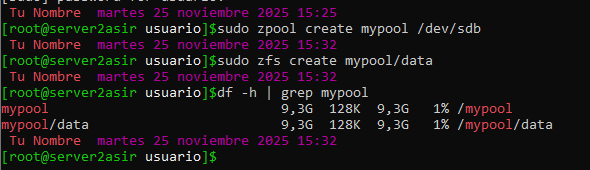 Tu Nombre martes 25 noviembre 2025 15:25
[root@server2asir usuario]$sudo zpool create mypool /dev/sdb
Tu Nombre martes 25 noviembre 2025 15:32
[root@server2asir usuario]$sudo zfs create mypool/data
Tu Nombre martes 25 noviembre 2025 15:32
[root@server2asir usuario]$df -h | grep mypool
mypool 9,3G 128K 9,3G 1% /mypool
mypool/data 9,3G 128K 9,3G 1% /mypool/data
Tu Nombre martes 25 noviembre 2025 15:32
[root@server2asir usuario]$